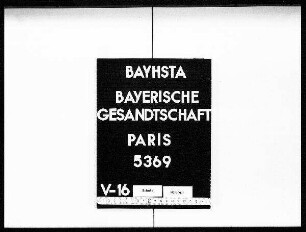 BAYHSTA
BAYERISCHE
GESANDTSCHAFT
PARIS
5369
V-16